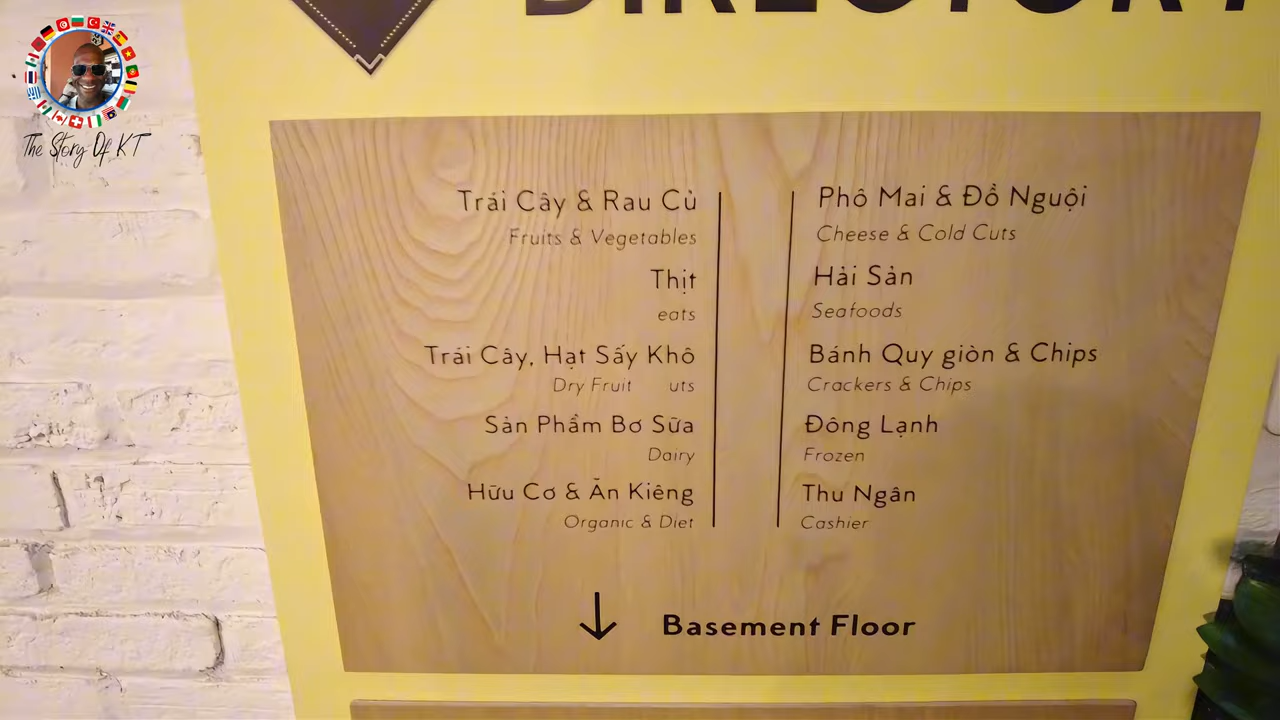 The Story Of KT
DIRECTORY
Trái Cây & Rau Củ
Fruits & Vegetables
Thịt
eats
Trái Cây, Hạt Sấy Khô
Dry Fruit uts
Sản Phẩm Bơ Sữa
Dairy
Hữu Cơ & Ăn Kiêng
Organic & Diet
Phô Mai & Đồ Nguội
Cheese & Cold Cuts
Hải Sản
Seafoods
Bánh Quy giòn & Chips
Crackers & Chips
Đông Lạnh
Frozen
Thu Ngân
Cashier
↓ Basement Floor